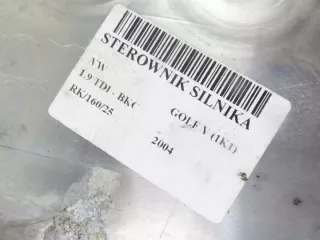 STEROWNIK SILNIKA
VW GOLF V (1K1)
1.9 TDI - BKC 2004
RK/160/25